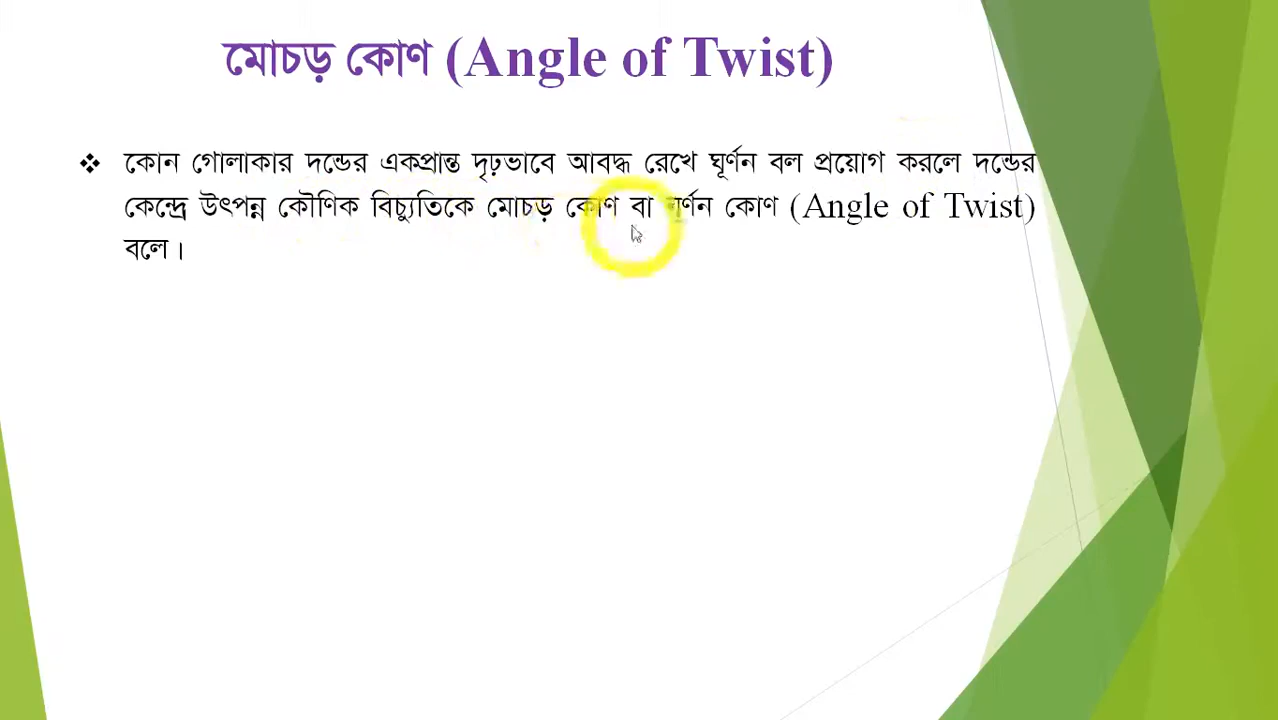 মোচড় কোণ (Angle of Twist)
❖ কোন গোলাকার দন্ডের একপ্রান্ত দৃঢ়ভাবে আবদ্ধ রেখে ঘূর্ণন বল প্রয়োগ করলে দন্ডের
কেন্দ্রে উৎপন্ন কৌণিক বিচ্যুতিকে মোচড় কোণ বা ঘূর্ণন কোণ (Angle of Twist)
বলে।